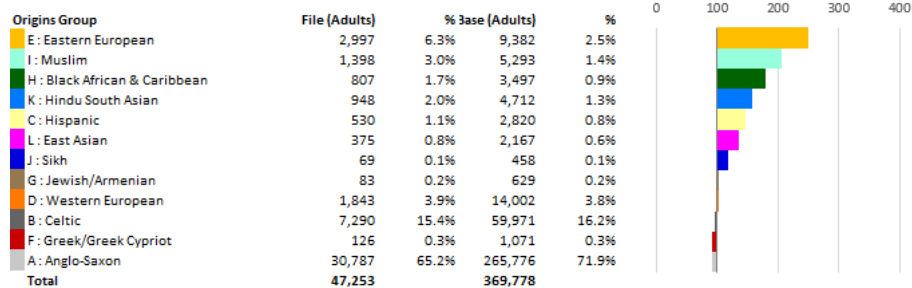 0 100 200 300 400
Origins Group File (Adults) % Base (Adults) %
E : Eastern European 2,997 6.3% 9,382 2.5%
I : Muslim 1,398 3.0% 5,293 1.4%
H : Black African & Caribbean 807 1.7% 3,497 0.9%
K : Hindu South Asian 948 2.0% 4,712 1.3%
C : Hispanic 530 1.1% 2,820 0.8%
L : East Asian 375 0.8% 2,167 0.6%
J : Sikh 69 0.1% 458 0.1%
G : Jewish/Armenian 83 0.2% 629 0.2%
D : Western European 1,843 3.9% 14,002 3.8%
B : Celtic 7,290 15.4% 59,971 16.2%
F : Greek/Greek Cypriot 126 0.3% 1,071 0.3%
A : Anglo-Saxon 30,787 65.2% 265,776 71.9%
Total 47,253 369,778